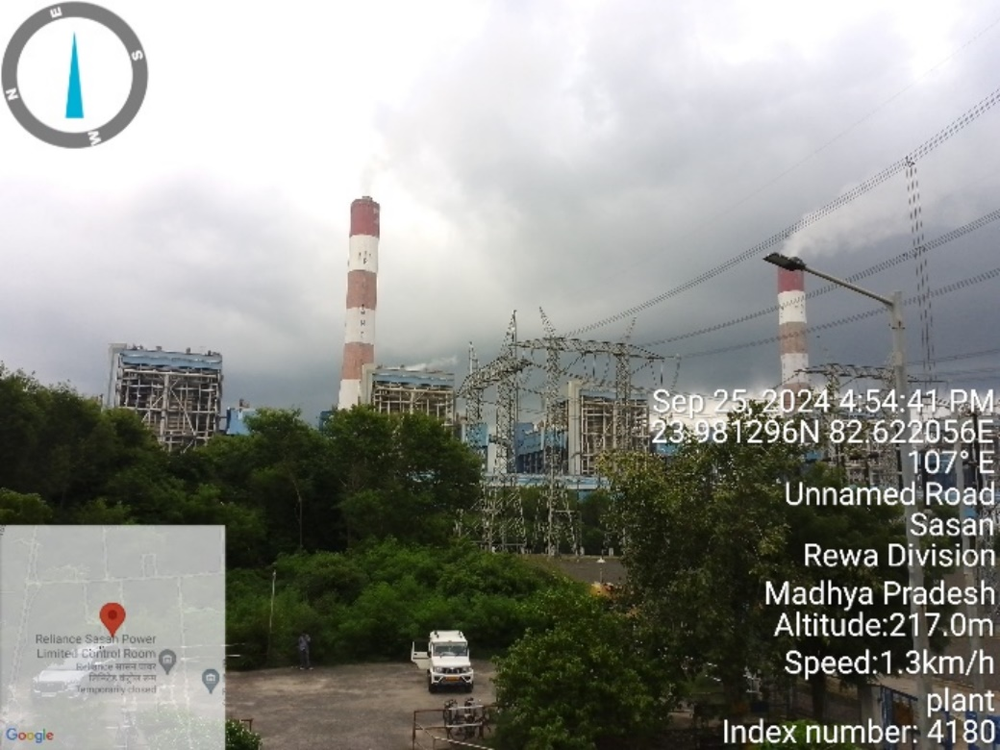 E
S
N
W
Sep 25, 2024 4:54:41 PM
23.981296N 82.622056E
107° E
Unnamed Road
Sasan
Rewa Division
Madhya Pradesh
Altitude:217.0m
Speed:1.3km/h
plant
Index number: 4180
Reliance Sasan Power
Limited Control Room
Reliance सासन पावर
लिमिटेड कंट्रोल रूम
Temporarily closed
Google